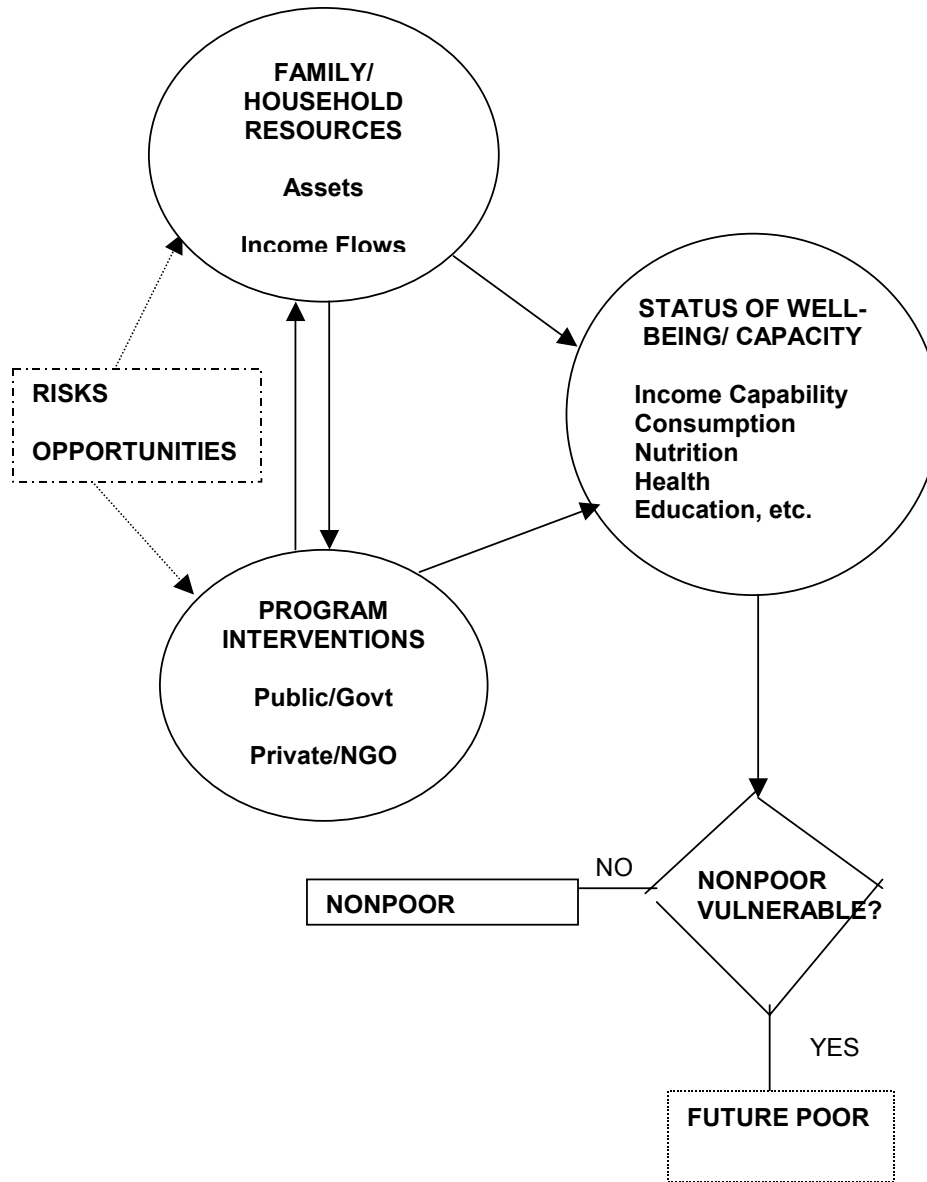 FAMILY/
HOUSEHOLD
RESOURCES
Assets
Income Flows
STATUS OF WELL-
BEING/ CAPACITY
Income Capability
Consumption
Nutrition
Health
Education, etc.
RISKS
OPPORTUNITIES
PROGRAM
INTERVENTIONS
Public/Govt
Private/NGO
NO
NONPOOR
NONPOOR
VULNERABLE?
YES
FUTURE POOR